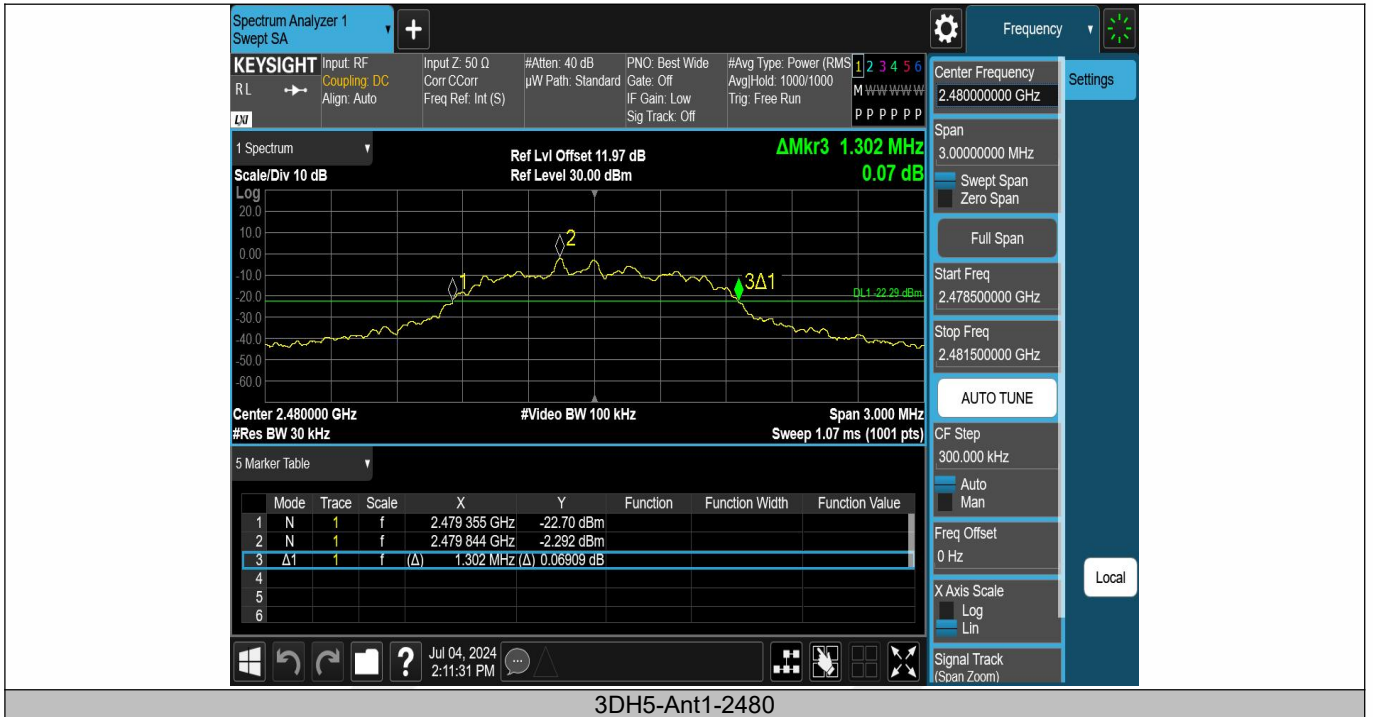 Spectrum Analyzer 1
Swept SA
+
Frequency
KEYSIGHT
RL
LXI
Input: RF
Coupling: DC
Align: Auto
Input Z: 50 Ω
Corr CCorr
Freq Ref: Int (S)
#Atten: 40 dB
µW Path: Standard
PNO: Best Wide
Gate: Off
IF Gain: Low
Sig Track: Off
#Avg Type: Power (RMS
Avg|Hold: 1000/1000
Trig: Free Run
1 2 3 4 5 6
M W W W W W
P P P P P P
1 Spectrum
Scale/Div 10 dB
Ref Lvl Offset 11.97 dB
Ref Level 30.00 dBm
ΔMkr3 1.302 MHz
0.07 dB
Log
20.0
10.0
0.00
-10.0
-20.0
-30.0
-40.0
-50.0
-60.0
1
2
3Δ1
DL1 -22.29 dBm
Center 2.480000 GHz
#Video BW 100 kHz
Span 3.000 MHz
#Res BW 30 kHz
Sweep 1.07 ms (1001 pts)
5 Marker Table
Mode Trace Scale X Y Function Function Width Function Value
1 N 1 f 2.479 355 GHz -22.70 dBm
2 N 1 f 2.479 844 GHz -2.292 dBm
3 Δ1 1 f (Δ) 1.302 MHz (Δ) 0.06909 dB
4
5
6
?
Jul 04, 2024
2:11:31 PM
Center Frequency
2.480000000 GHz
Settings
Span
3.00000000 MHz
Swept Span
Zero Span
Full Span
Start Freq
2.478500000 GHz
Stop Freq
2.481500000 GHz
AUTO TUNE
CF Step
300.000 kHz
Auto
Man
Freq Offset
0 Hz
X Axis Scale
Log
Lin
Signal Track
(Span Zoom)
Local
3DH5-Ant1-2480